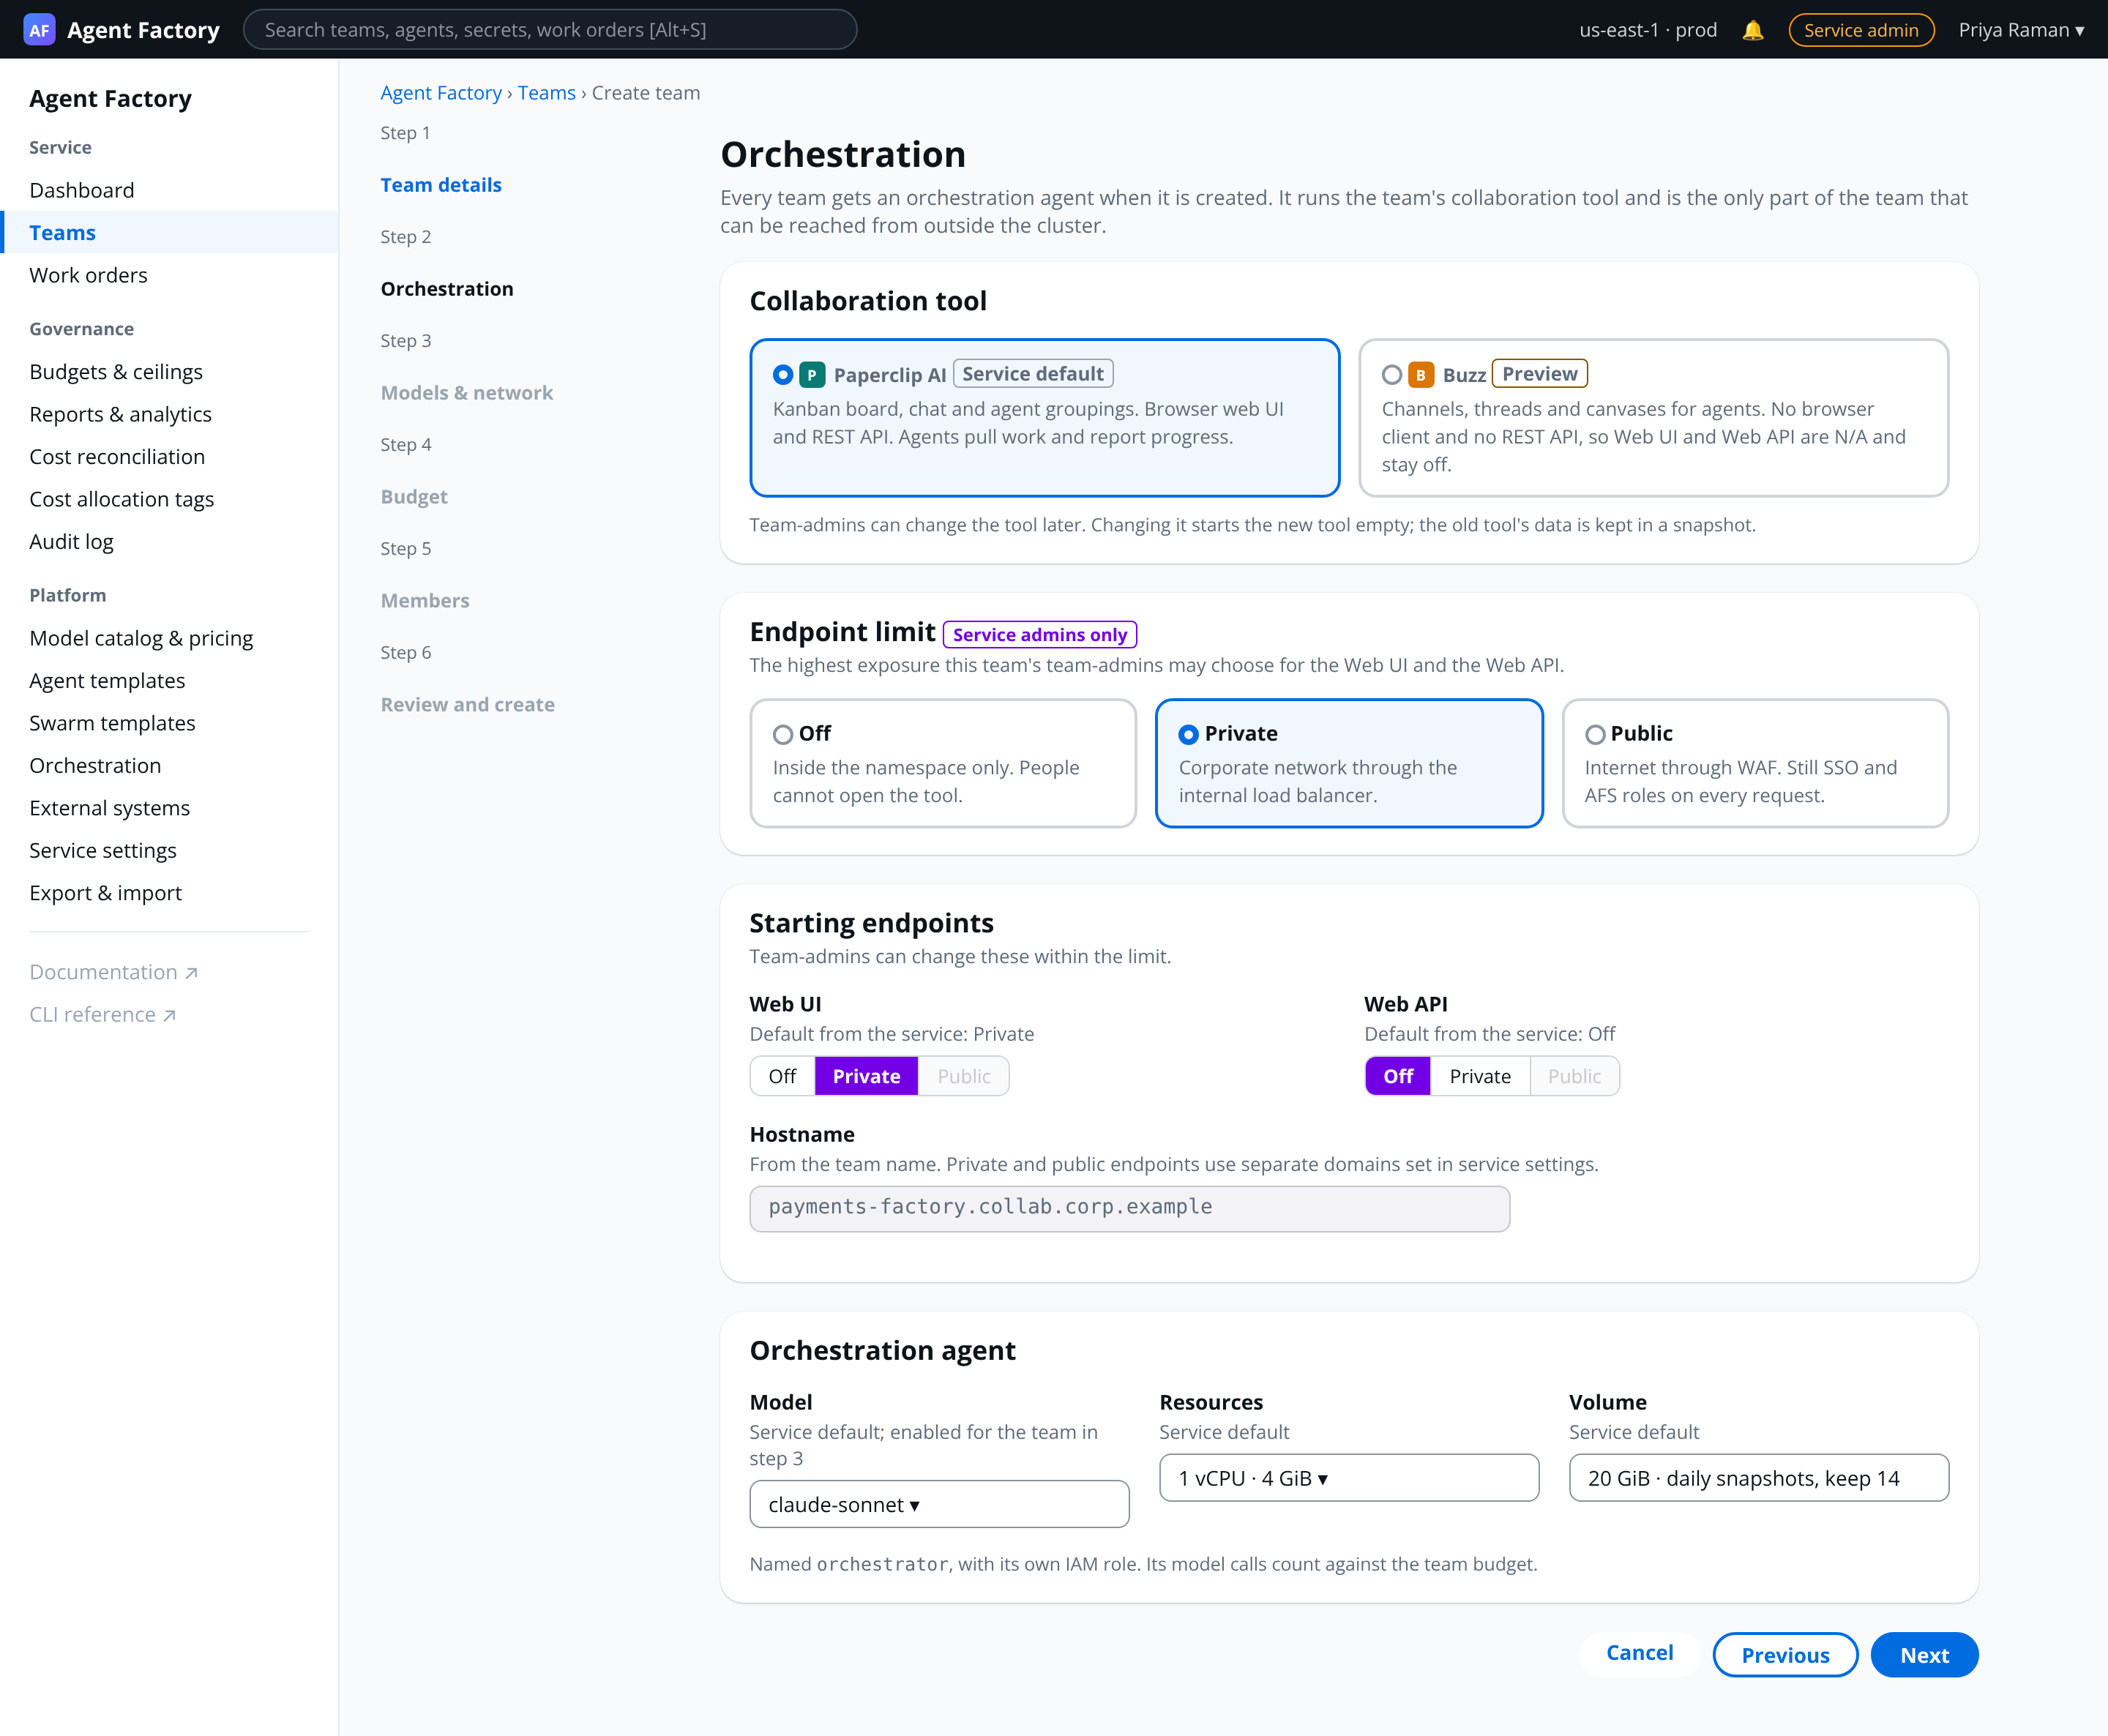 AF Agent Factory
Search teams, agents, secrets, work orders [Alt+S]
us-east-1 · prod
Service admin
Priya Raman ▾
Agent Factory
Service
Dashboard
Teams
Work orders
Governance
Budgets & ceilings
Reports & analytics
Cost reconciliation
Cost allocation tags
Audit log
Platform
Model catalog & pricing
Agent templates
Swarm templates
Orchestration
External systems
Service settings
Export & import
Documentation ↗
CLI reference ↗
Agent Factory › Teams › Create team
Step 1
Team details
Step 2
Orchestration
Step 3
Models & network
Step 4
Budget
Step 5
Members
Step 6
Review and create
Orchestration
Every team gets an orchestration agent when it is created. It runs the team's collaboration tool and is the only part of the team that
can be reached from outside the cluster.
Collaboration tool
P Paperclip AI Service default
Kanban board, chat and agent groupings. Browser web UI
and REST API. Agents pull work and report progress.
B Buzz Preview
Channels, threads and canvases for agents. No browser
client and no REST API, so Web UI and Web API are N/A and
stay off.
Team-admins can change the tool later. Changing it starts the new tool empty; the old tool's data is kept in a snapshot.
Endpoint limit Service admins only
The highest exposure this team's team-admins may choose for the Web UI and the Web API.
Off
Inside the namespace only. People
cannot open the tool.
Private
Corporate network through the
internal load balancer.
Public
Internet through WAF. Still SSO and
AFS roles on every request.
Starting endpoints
Team-admins can change these within the limit.
Web UI
Default from the service: Private
Off Private Public
Web API
Default from the service: Off
Off Private Public
Hostname
From the team name. Private and public endpoints use separate domains set in service settings.
payments-factory.collab.corp.example
Orchestration agent
Model
Service default; enabled for the team in
step 3
claude-sonnet ▾
Resources
Service default
1 vCPU · 4 GiB ▾
Volume
Service default
20 GiB · daily snapshots, keep 14
Named orchestrator, with its own IAM role. Its model calls count against the team budget.
Cancel
Previous
Next